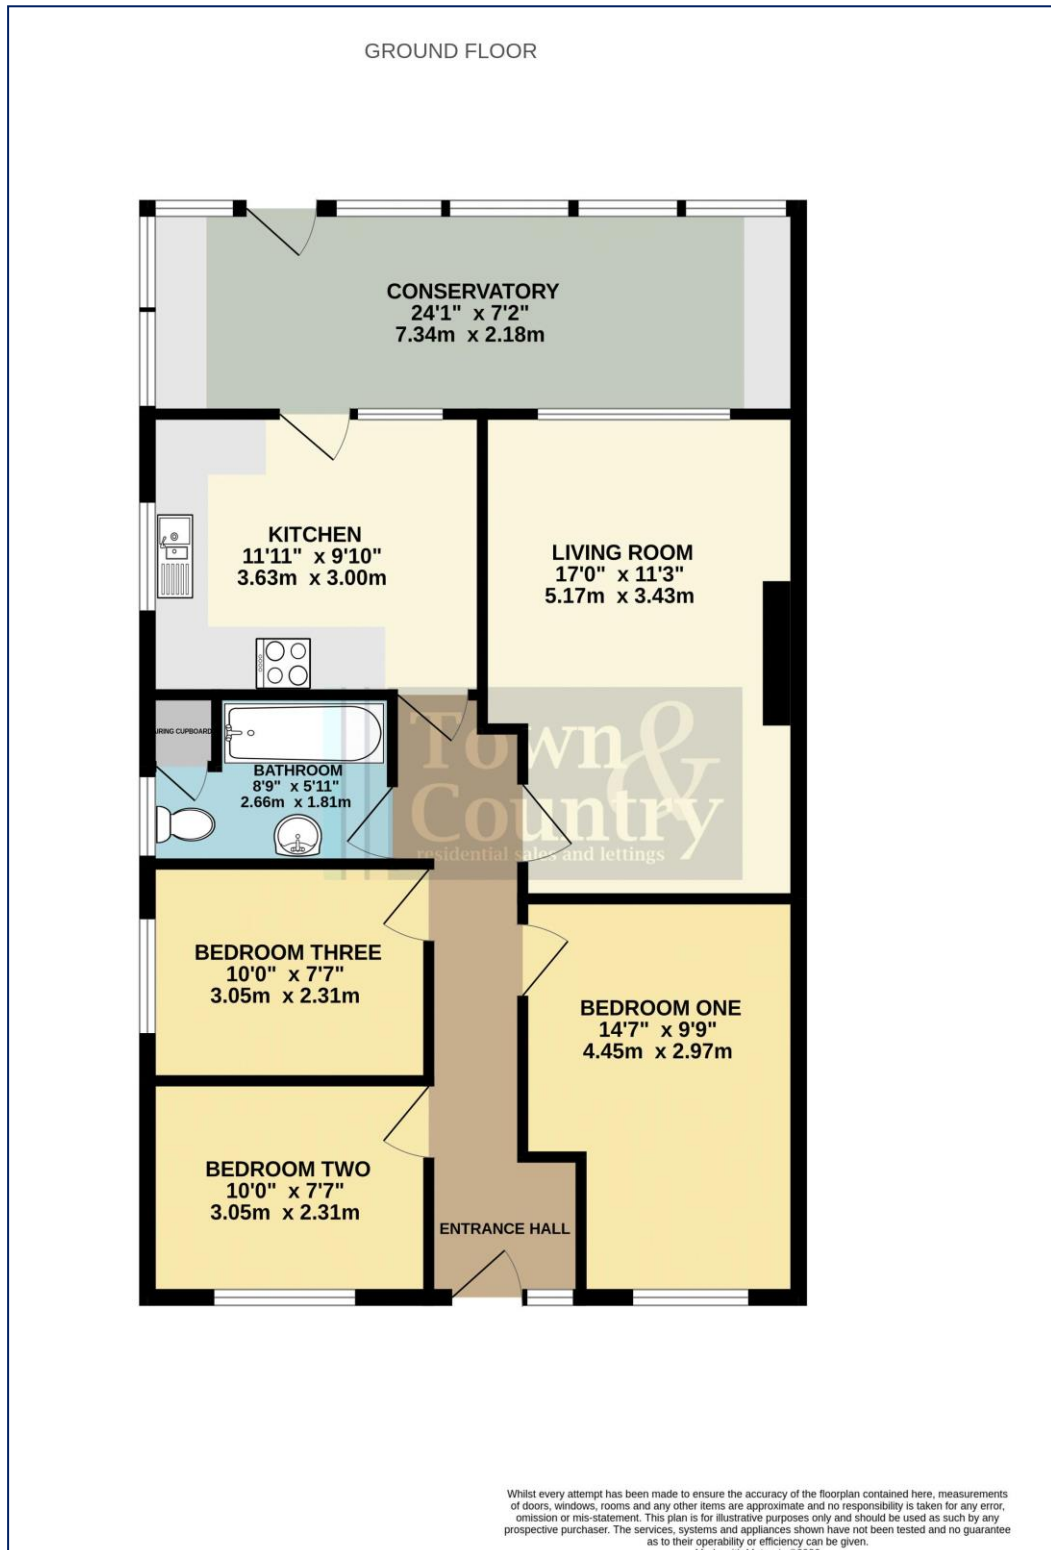 GROUND FLOOR
CONSERVATORY
24'1" x 7'2"
7.34m x 2.18m
KITCHEN
11'11" x 9'10"
3.63m x 3.00m
LIVING ROOM
17'0" x 11'3"
5.17m x 3.43m
Town &
Country
residential sales and lettings
URING CUPBOARD
BATHROOM
8'9" x 5'11"
2.66m x 1.81m
BEDROOM THREE
10'0" x 7'7"
3.05m x 2.31m
BEDROOM ONE
14'7" x 9'9"
4.45m x 2.97m
BEDROOM TWO
10'0" x 7'7"
3.05m x 2.31m
ENTRANCE HALL
Whilst every attempt has been made to ensure the accuracy of the floorplan contained here, measurements
of doors, windows, rooms and any other items are approximate and no responsibility is taken for any error,
omission or mis-statement. This plan is for illustrative purposes only and should be used as such by any
prospective purchaser. The services, systems and appliances shown have not been tested and no guarantee
as to their operability or efficiency can be given.